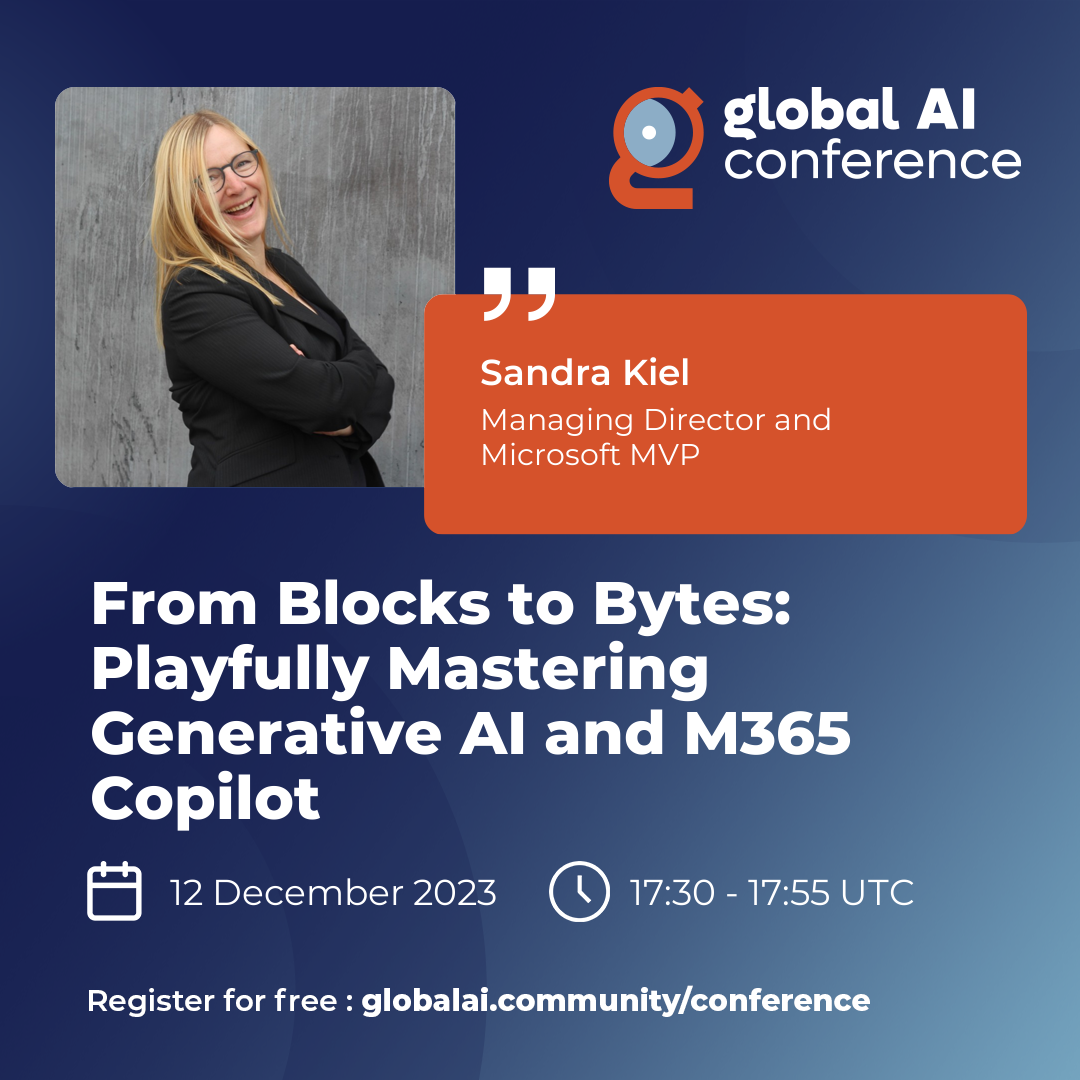 global AI
conference
Sandra Kiel
Managing Director and
Microsoft MVP
From Blocks to Bytes:
Playfully Mastering
Generative AI and M365
Copilot
12 December 2023
17:30 - 17:55 UTC
Register for free : globalai.community/conference